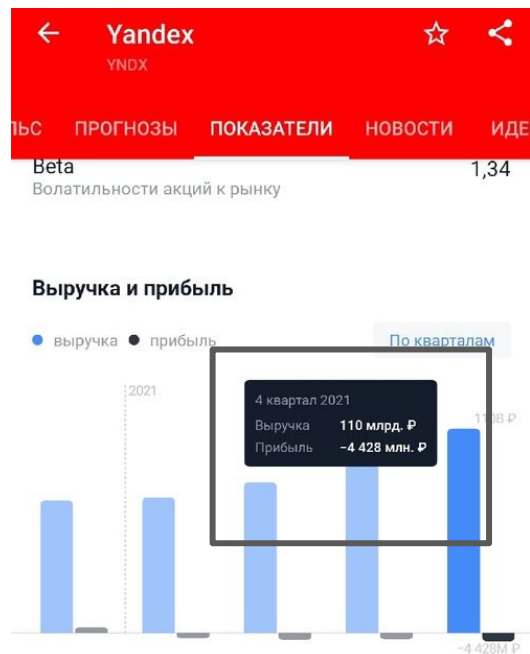 Yandex
YNDX
ЛЬС ПРОГНОЗЫ ПОКАЗАТЕЛИ НОВОСТИ ИДЕ
Beta 1,34
Волатильности акций к рынку
Выручка и прибыль
выручка прибыль По кварталам
2021
4 квартал 2021
Выручка 110 млрд. ₽
Прибыль −4 428 млн. ₽
110B ₽
−4 428M ₽